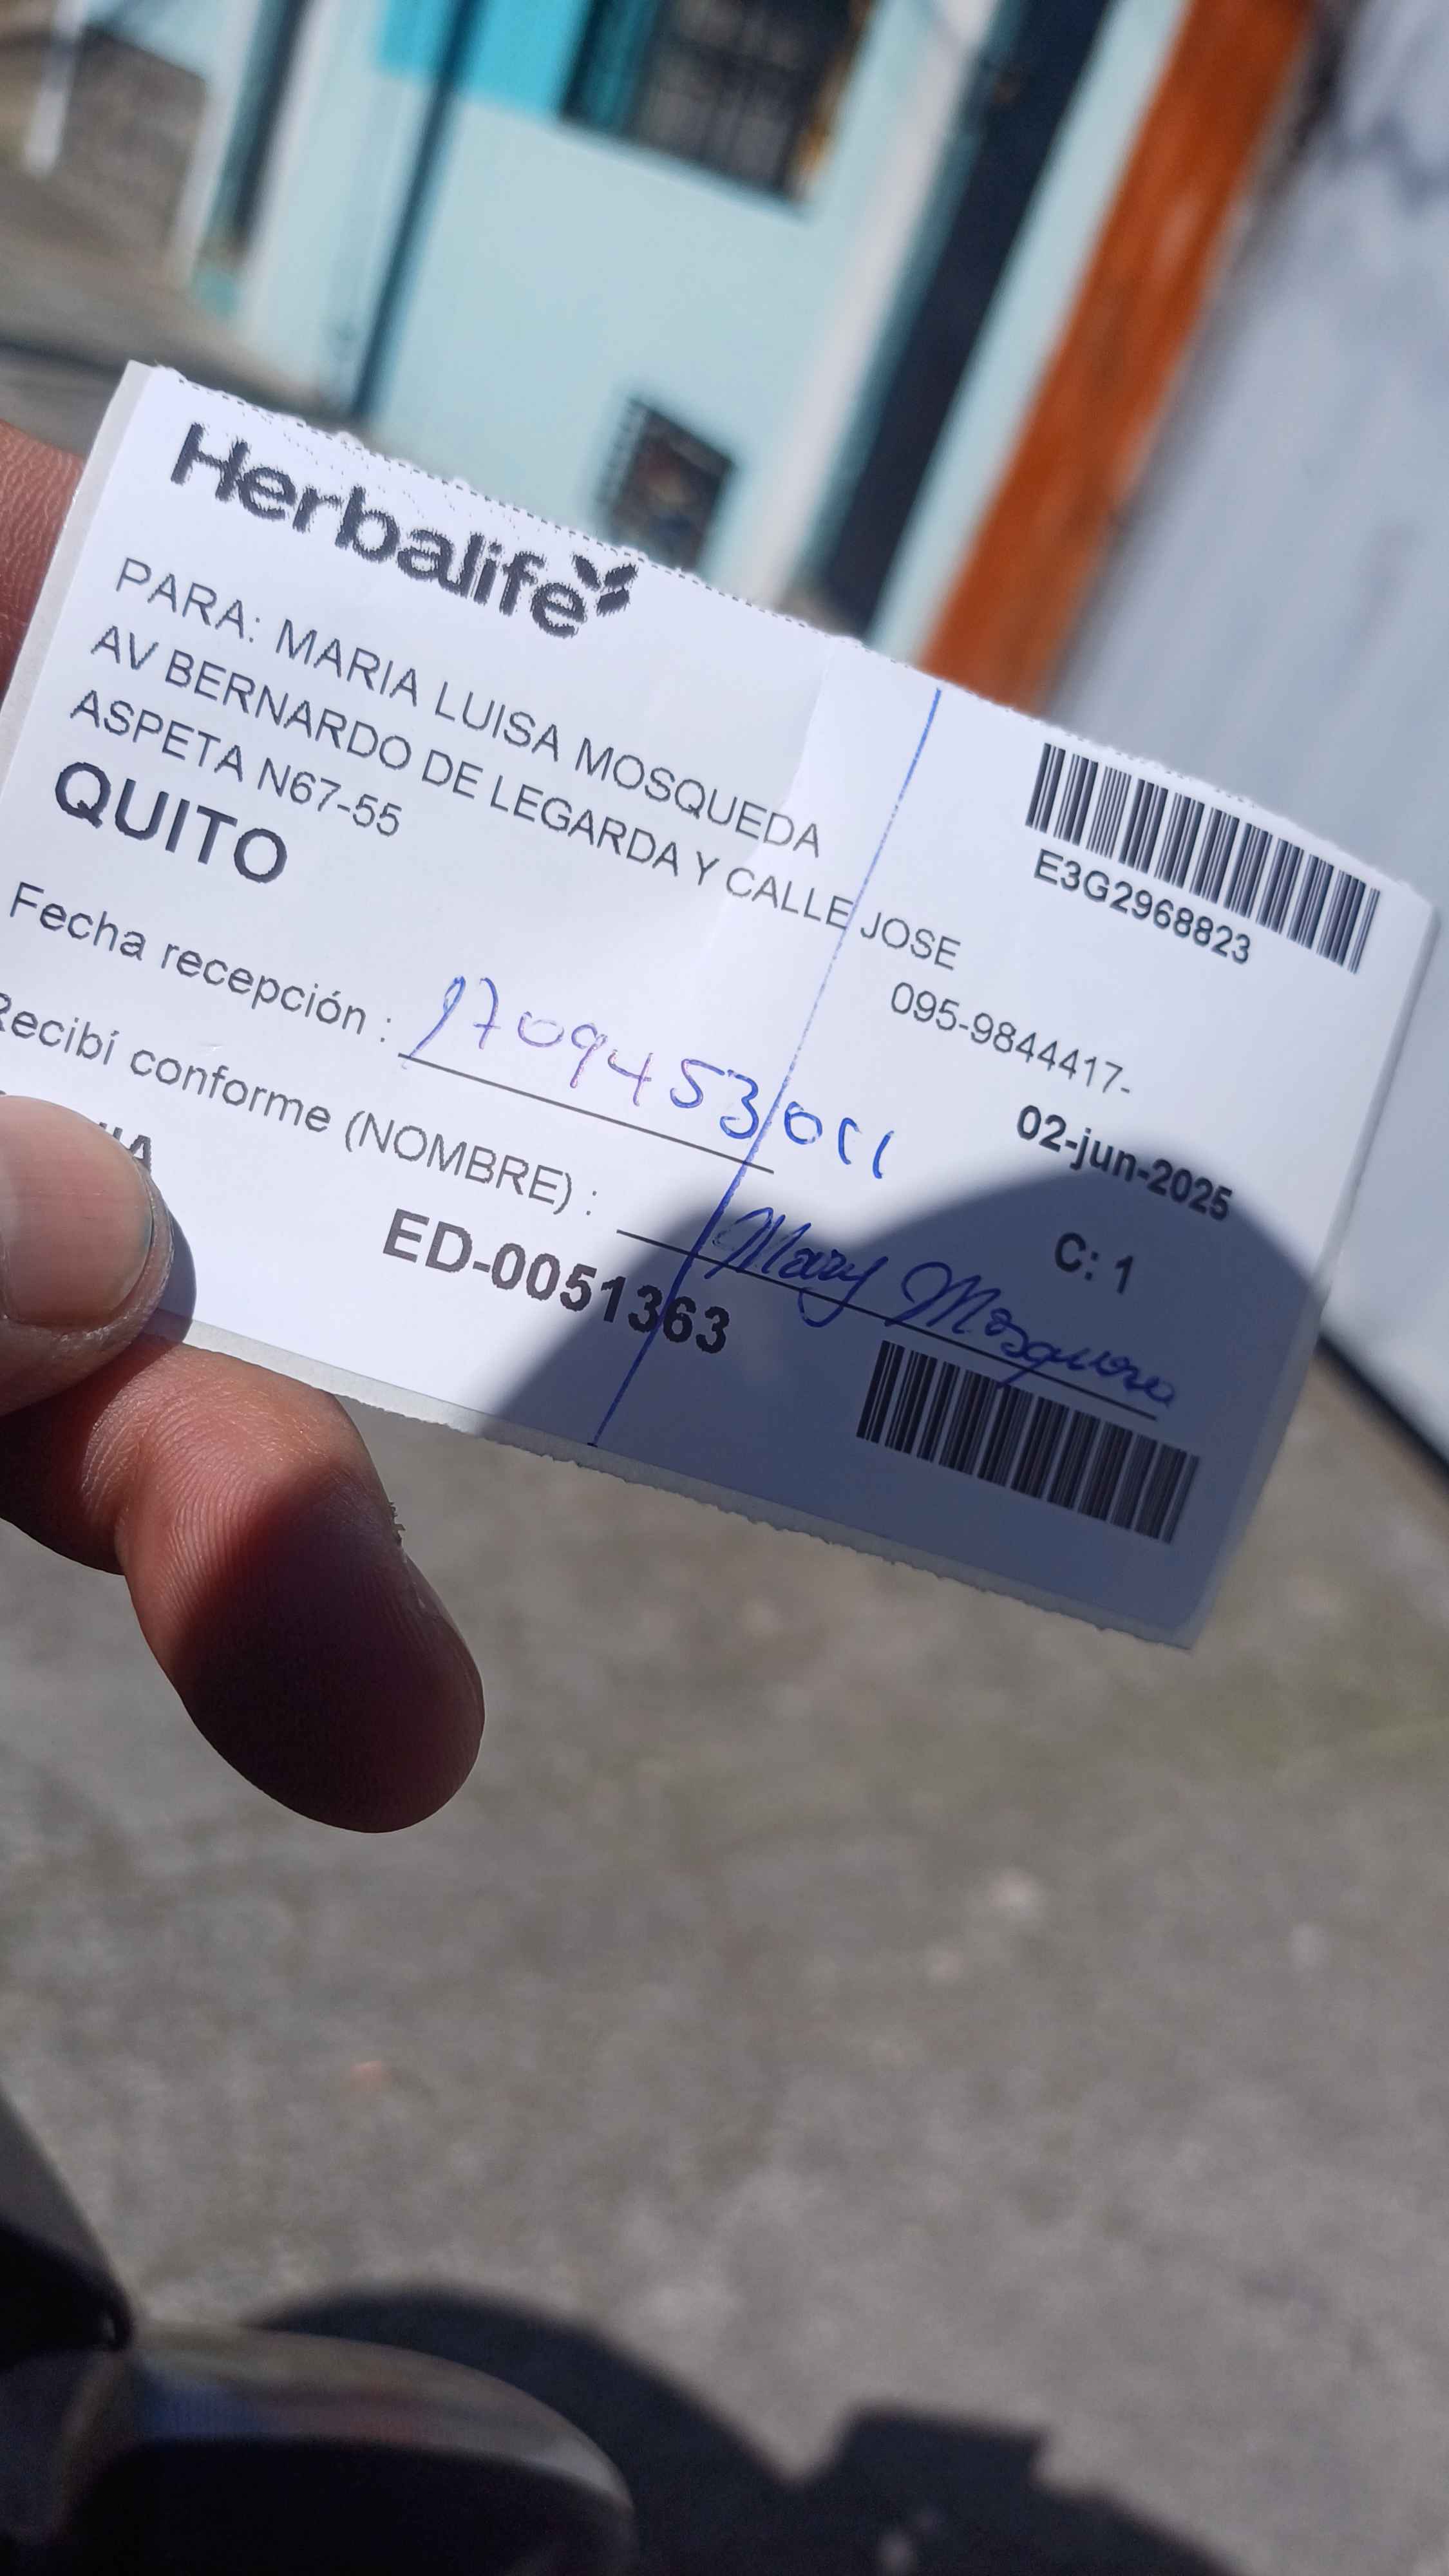 Herbalife
PARA: MARIA LUISA MOSQUEDA
AV BERNARDO DE LEGARDA Y CALLE JOSE
ASPETA N67-55
QUITO
E3G2968823
095-9844417-
02-jun-2025
Fecha recepción : 1709453011
C: 1
Recibí conforme (NOMBRE) : Mary Mosquera
ED-0051363